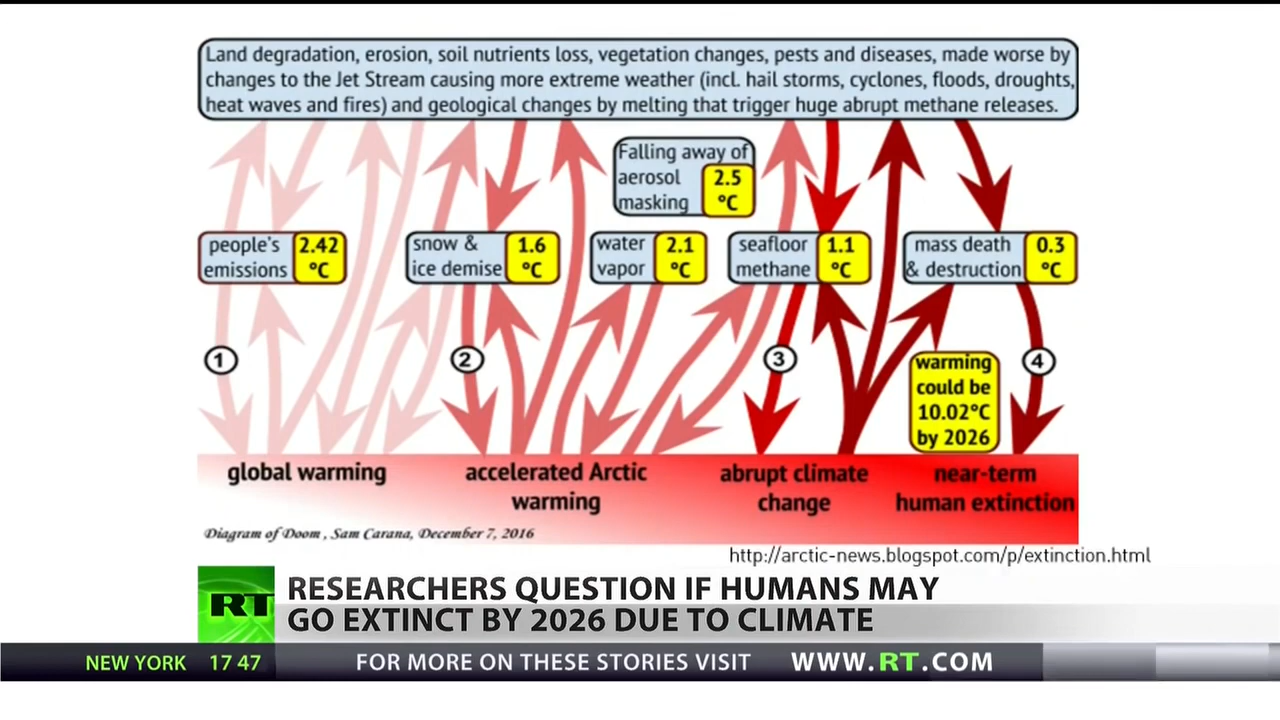 Land degradation, erosion, soil nutrients loss, vegetation changes, pests and diseases, made worse by
changes to the Jet Stream causing more extreme weather (incl. hail storms, cyclones, floods, droughts,
heat waves and fires) and geological changes by melting that trigger huge abrupt methane releases.
Falling away of
aerosol
masking
2.5
°C
people's
emissions
2.42
°C
snow &
ice demise
1.6
°C
water
vapor
2.1
°C
seafloor
methane
1.1
°C
mass death
& destruction
0.3
°C
1
2
3
4
warming
could be
10.02°C
by 2026
global warming
accelerated Arctic
warming
abrupt climate
change
near-term
human extinction
Diagram of Doom , Sam Carana, December 7, 2016
http://arctic-news.blogspot.com/p/extinction.html
RT
RESEARCHERS QUESTION IF HUMANS MAY
GO EXTINCT BY 2026 DUE TO CLIMATE
NEW YORK 17 47 FOR MORE ON THESE STORIES VISIT WWW.RT.COM